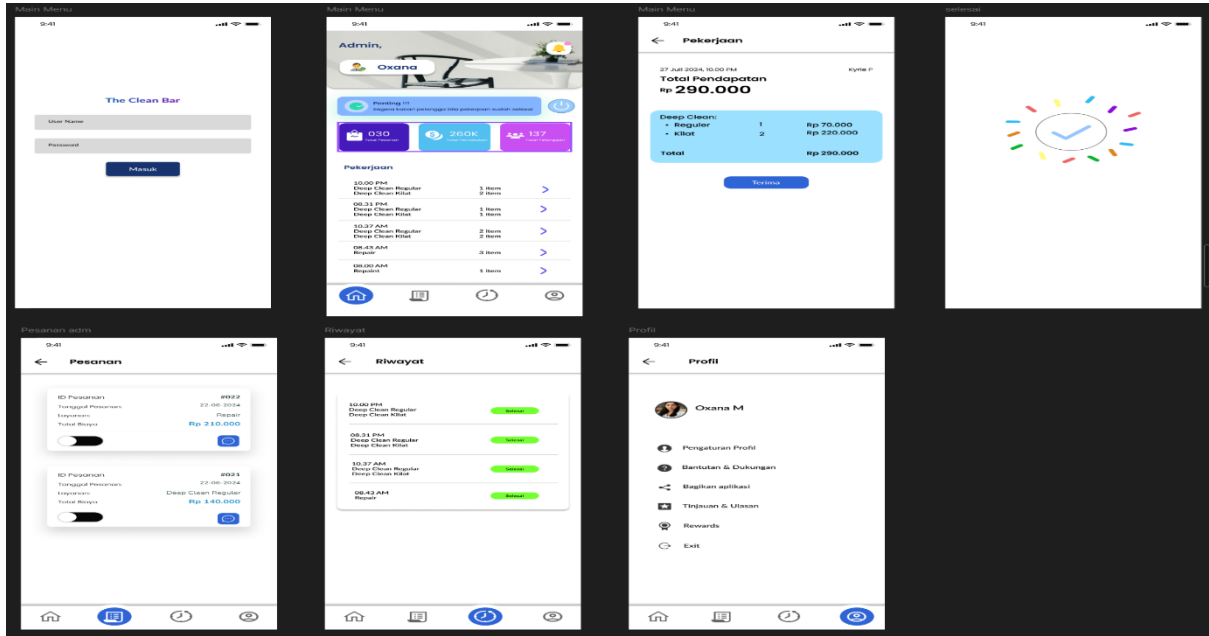 Main Menu
9:41
The Clean Bar
User Name
Password
Masuk
Main Menu
9:41
Admin,
Oxana
Penting !!!
030
260K
137
Pekerjaan
10.00 PM
Deep Clean Regular 1 item
Deep Clean Kilat 2 item
08.31 PM
Deep Clean Regular 1 item
Deep Clean Kilat 1 item
10.37 AM
Deep Clean Regular 2 item
Deep Clean Kilat 2 item
08.43 AM
Repair 3 item
08.00 AM
Repaint 1 item
Main Menu
9:41
Pekerjaan
27 Juli 2024, 10.00 PM Kyrie P
Total Pendapatan
Rp 290.000
Deep Clean:
• Reguler 1 Rp 70.000
• Kilat 2 Rp 220.000
Total Rp 290.000
Terima
selesai
9:41
Pesanan adm
9:41
Pesanan
ID Pesanan #022
Tanggal Pesanan: 22-06-2024
Layanan: Repair
Total Biaya Rp 210.000
ID Pesanan #021
Tanggal Pesanan: 22-06-2024
Layanan: Deep Clean Regular
Total Biaya Rp 140.000
Riwayat
9:41
Riwayat
10.00 PM
Deep Clean Regular
Deep Clean Kilat
Selesai
08.31 PM
Deep Clean Regular
Deep Clean Kilat
Selesai
10.37 AM
Deep Clean Regular
Deep Clean Kilat
Selesai
08.43 AM
Repair
Selesai
Profil
9:41
Profil
Oxana M
Pengaturan Profil
Bantutan & Dukungan
Bagikan aplikasi
Tinjauan & Ulasan
Rewards
Exit